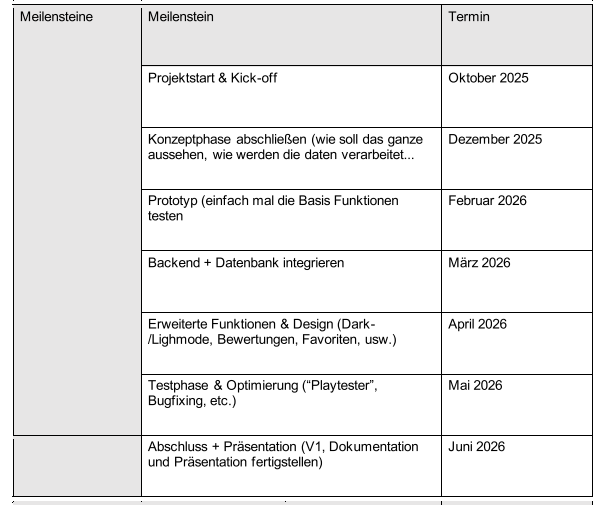 Meilensteine
Meilenstein
Termin
Projektstart & Kick-off
Oktober 2025
Konzeptphase abschließen (wie soll das ganze
aussehen, wie werden die daten verarbeitet...
Dezember 2025
Prototyp (einfach mal die Basis Funktionen
testen
Februar 2026
Backend + Datenbank integrieren
März 2026
Erweiterte Funktionen & Design (Dark-
/Lighmode, Bewertungen, Favoriten, usw.)
April 2026
Testphase & Optimierung (“Playtester”,
Bugfixing, etc.)
Mai 2026
Abschluss + Präsentation (V1, Dokumentation
und Präsentation fertigstellen)
Juni 2026